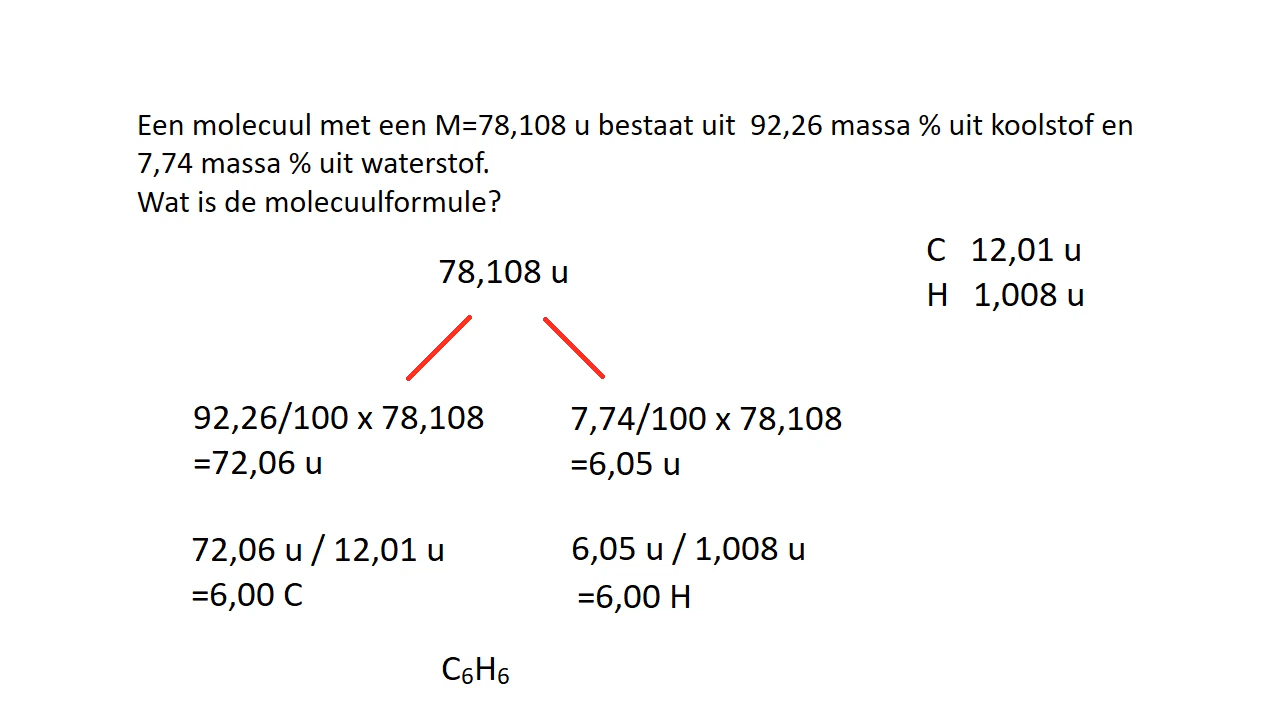 Een molecuul met een M=78,108 u bestaat uit  92,26 massa % uit koolstof en
7,74 massa % uit waterstof.
Wat is de molecuulformule?
C   12,01 u
H   1,008 u
78,108 u
92,26/100 x 78,108
=72,06 u
7,74/100 x 78,108
=6,05 u
72,06 u / 12,01 u
=6,00 C
6,05 u / 1,008 u
=6,00 H
C₆H₆